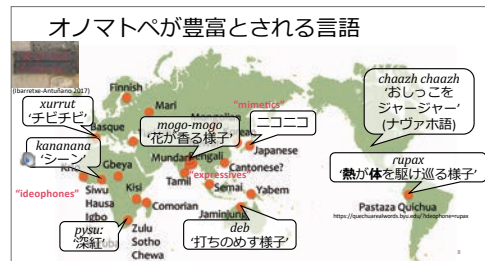 オノマトペが豊富とされる言語
(Ibarretxe-Antuñano 2017)
Finnish
Mari
xurrut
‘チビチビ’
Basque
"mimetics"
mogo-mogo
‘花が香る様子’
ニコニコ
Japanese
chaazh chaazh
‘おしっこを
ジャージャー’
(ナヴァホ語)
kananana
‘シーン’
Gbeya
Mundari
Bengali
Cantonese?
Tamil
"expressives"
Semai
Yabem
"ideophones"
Siwu
Hausa
Igbo
Kisi
Comorian
Jaminjung
rupax
‘熱が体を駆け巡る様子’
Pastaza Quichua
https://quechuarealwords.byu.edu/?ideophone=rupax
pysu:
‘深紅’
Zulu
Sotho
Chewa
deb
‘打ちのめす様子’